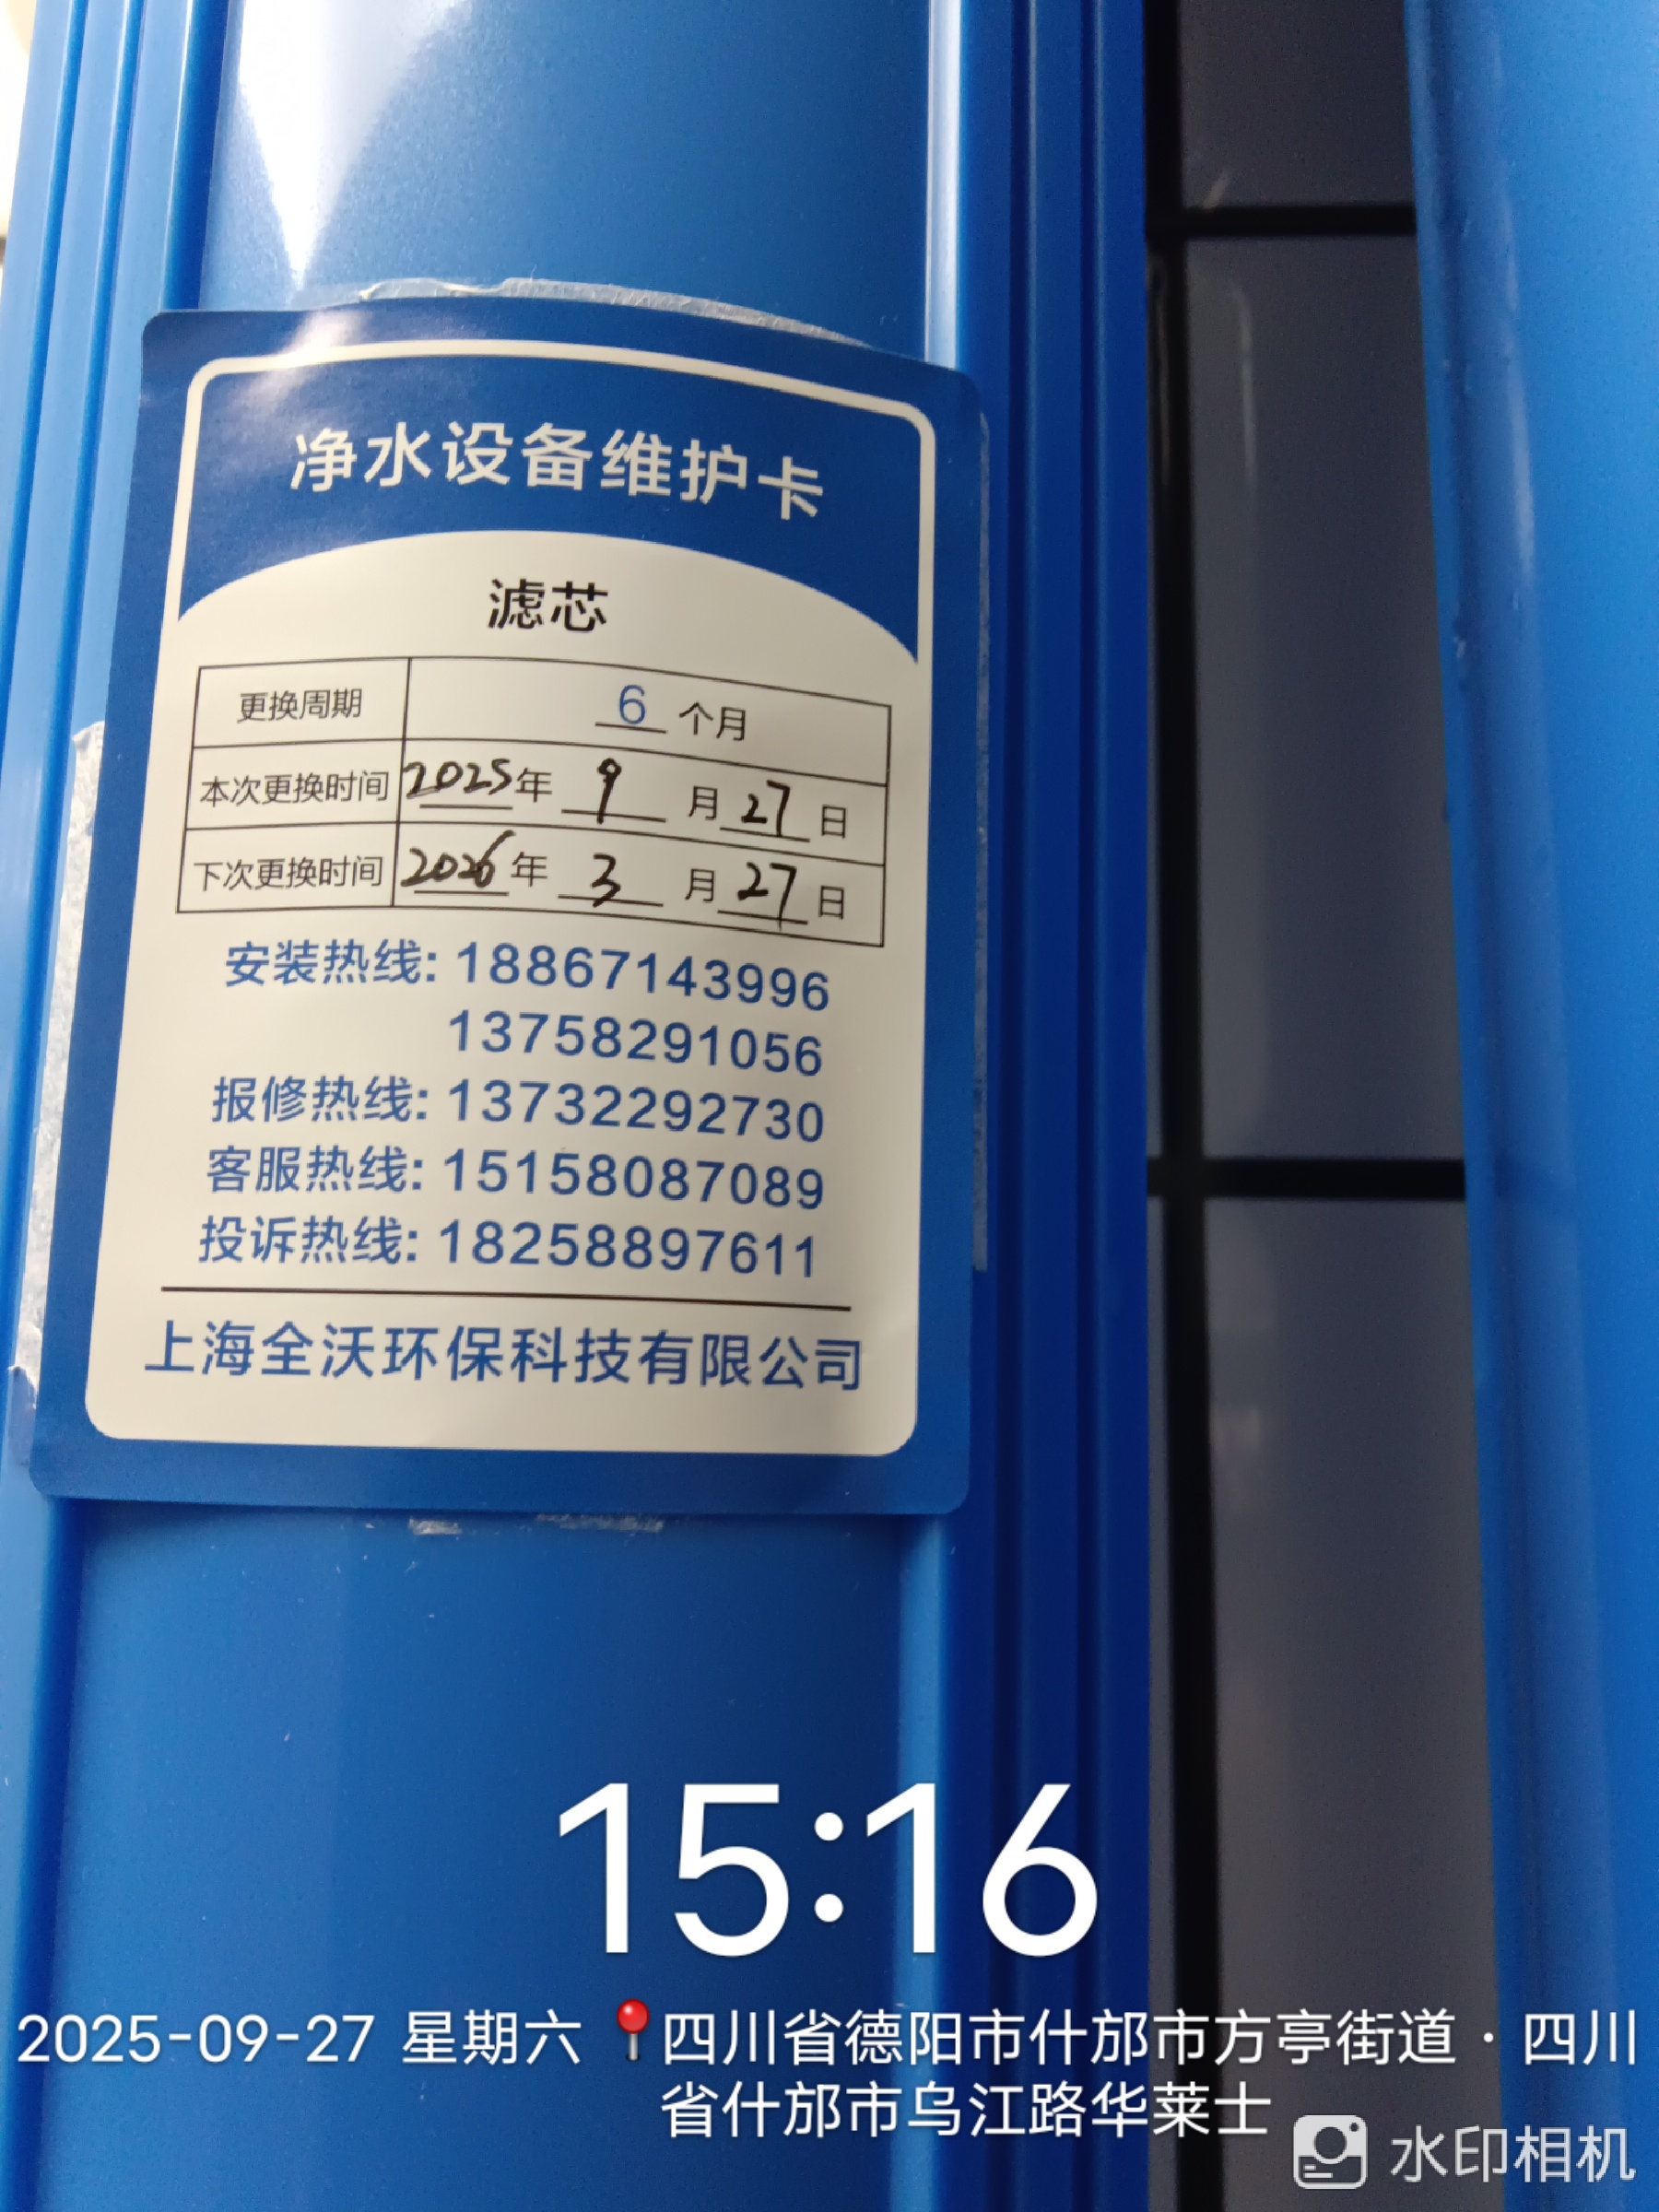 净水设备维护卡
滤芯
更换周期 6 个月
本次更换时间 2025年 9 月 27 日
下次更换时间 2026年 3 月 27 日
安装热线: 18867143996
13758291056
报修热线: 13732292730
客服热线: 15158087089
投诉热线: 18258897611
上海全沃环保科技有限公司
15:16
2025-09-27 星期六 📍四川省德阳市什邡市方亭街道·四川
省什邡市乌江路华莱士
水印相机